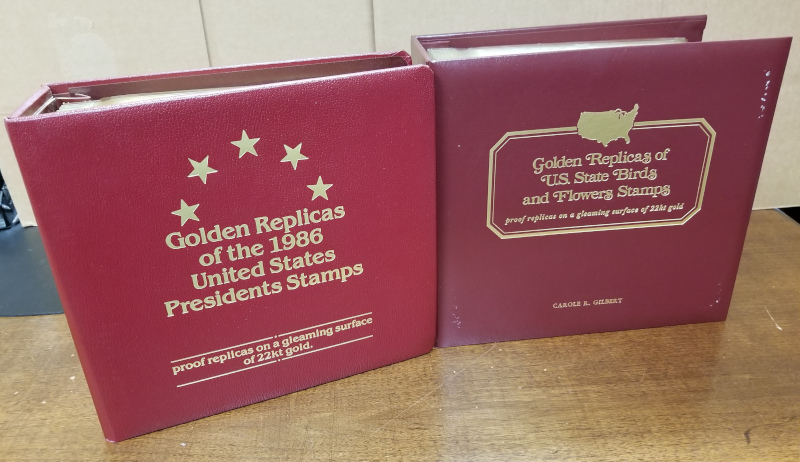 Golden Replicas
of the 1986
United States
Presidents Stamps
proof replicas on a gleaming surface
of 22kt gold.
Golden Replicas of
U.S. State Birds
and Flowers Stamps
proof replicas on a gleaming surface of 22kt gold
CAROLE R. GILBERT